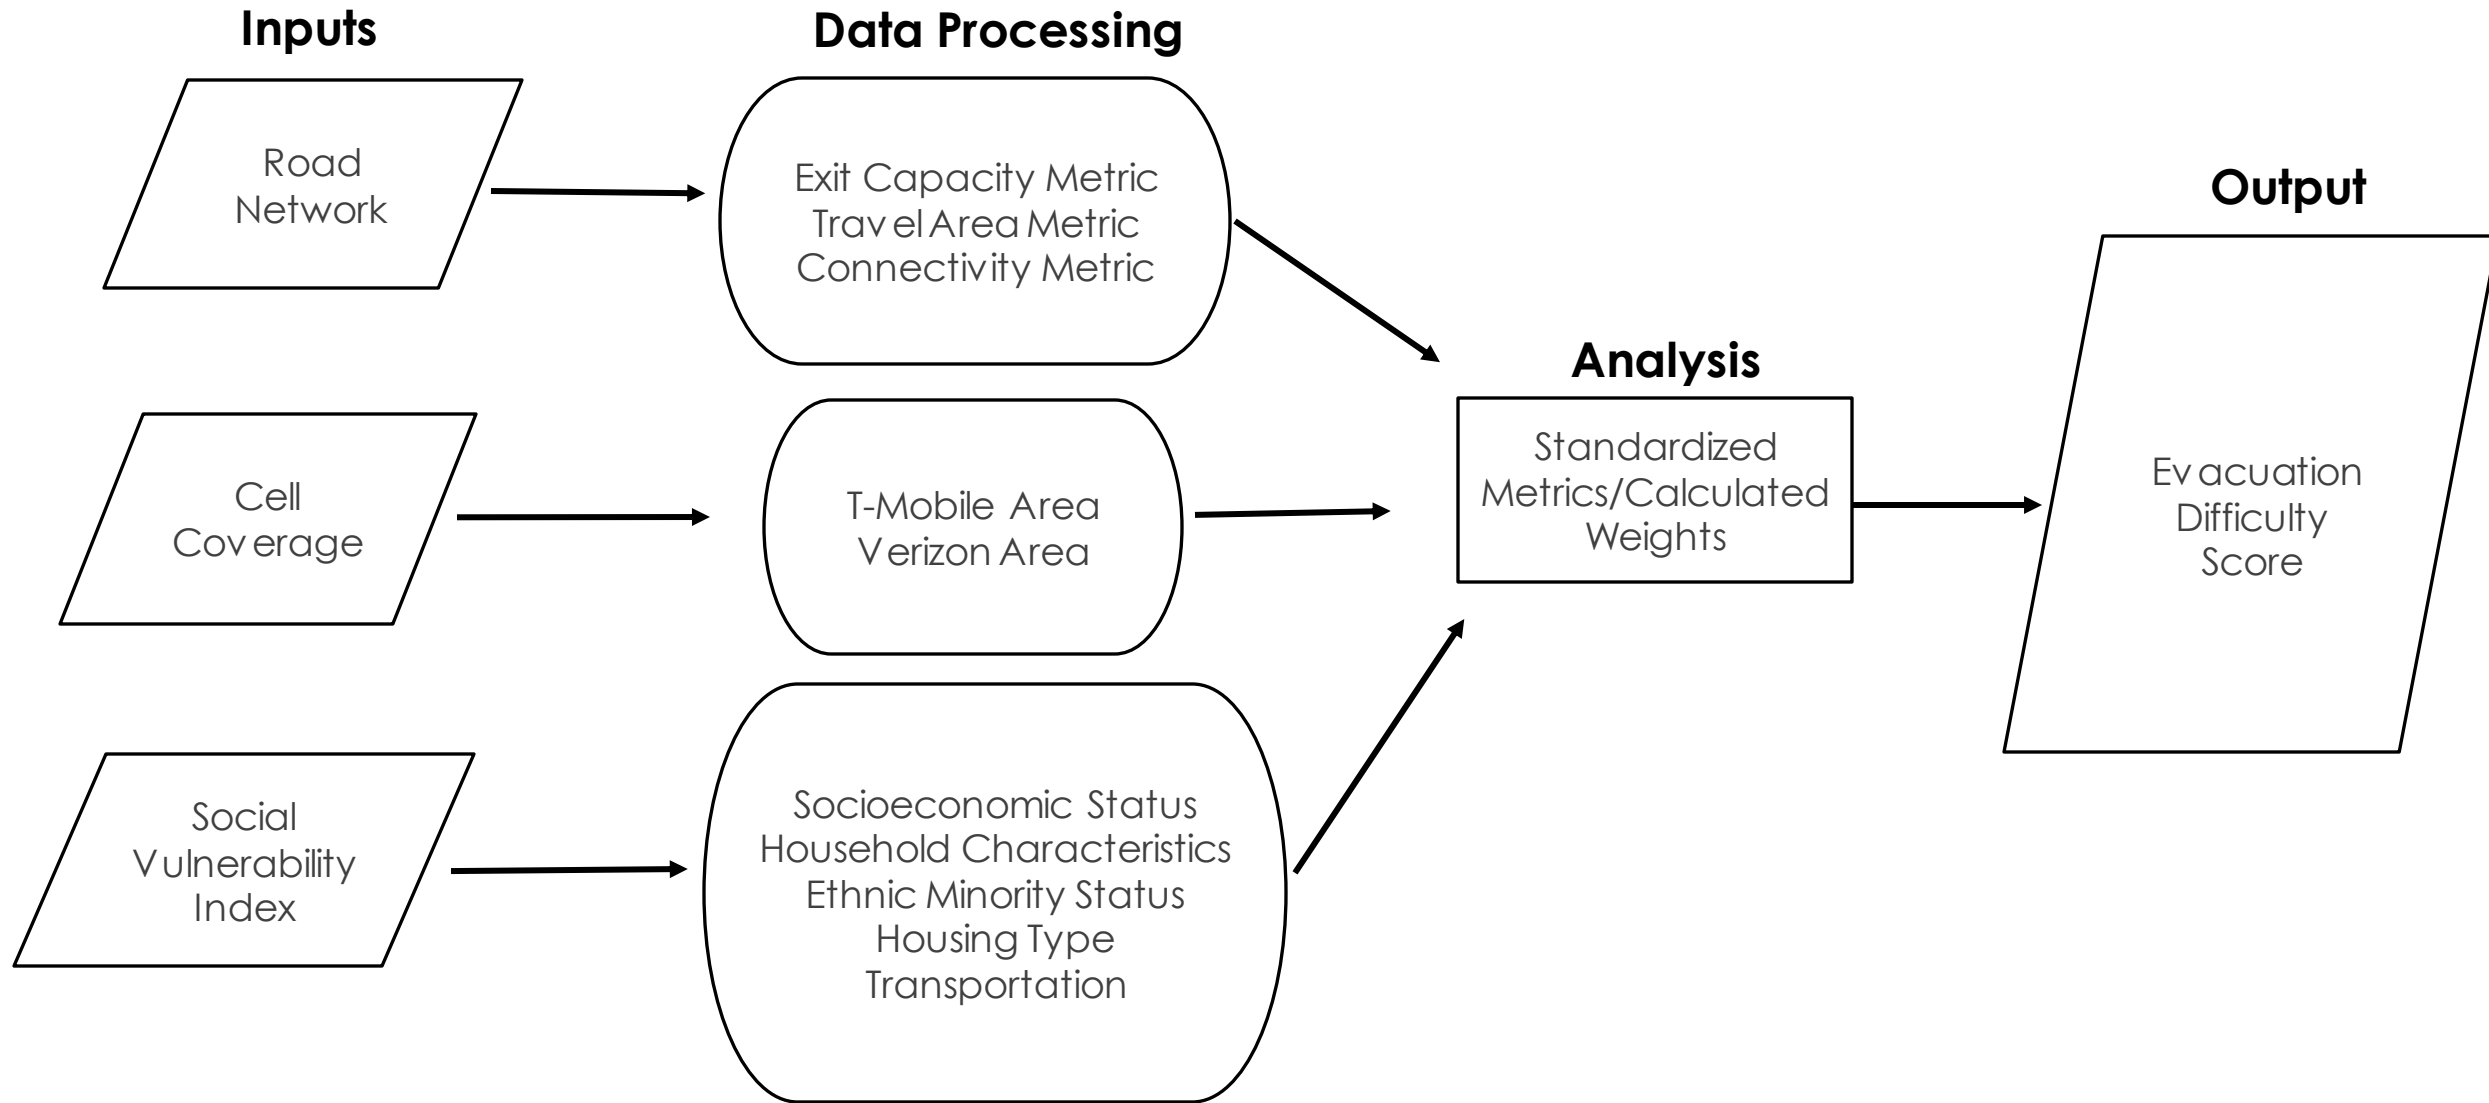 Inputs
Data Processing
Road
Network
Exit Capacity Metric
Travel Area Metric
Connectivity Metric
Output
Analysis
Cell
Coverage
T-Mobile Area
Verizon Area
Standardized
Metrics/Calculated
Weights
Evacuation
Difficulty
Score
Social
Vulnerability
Index
Socioeconomic Status
Household Characteristics
Ethnic Minority Status
Housing Type
Transportation